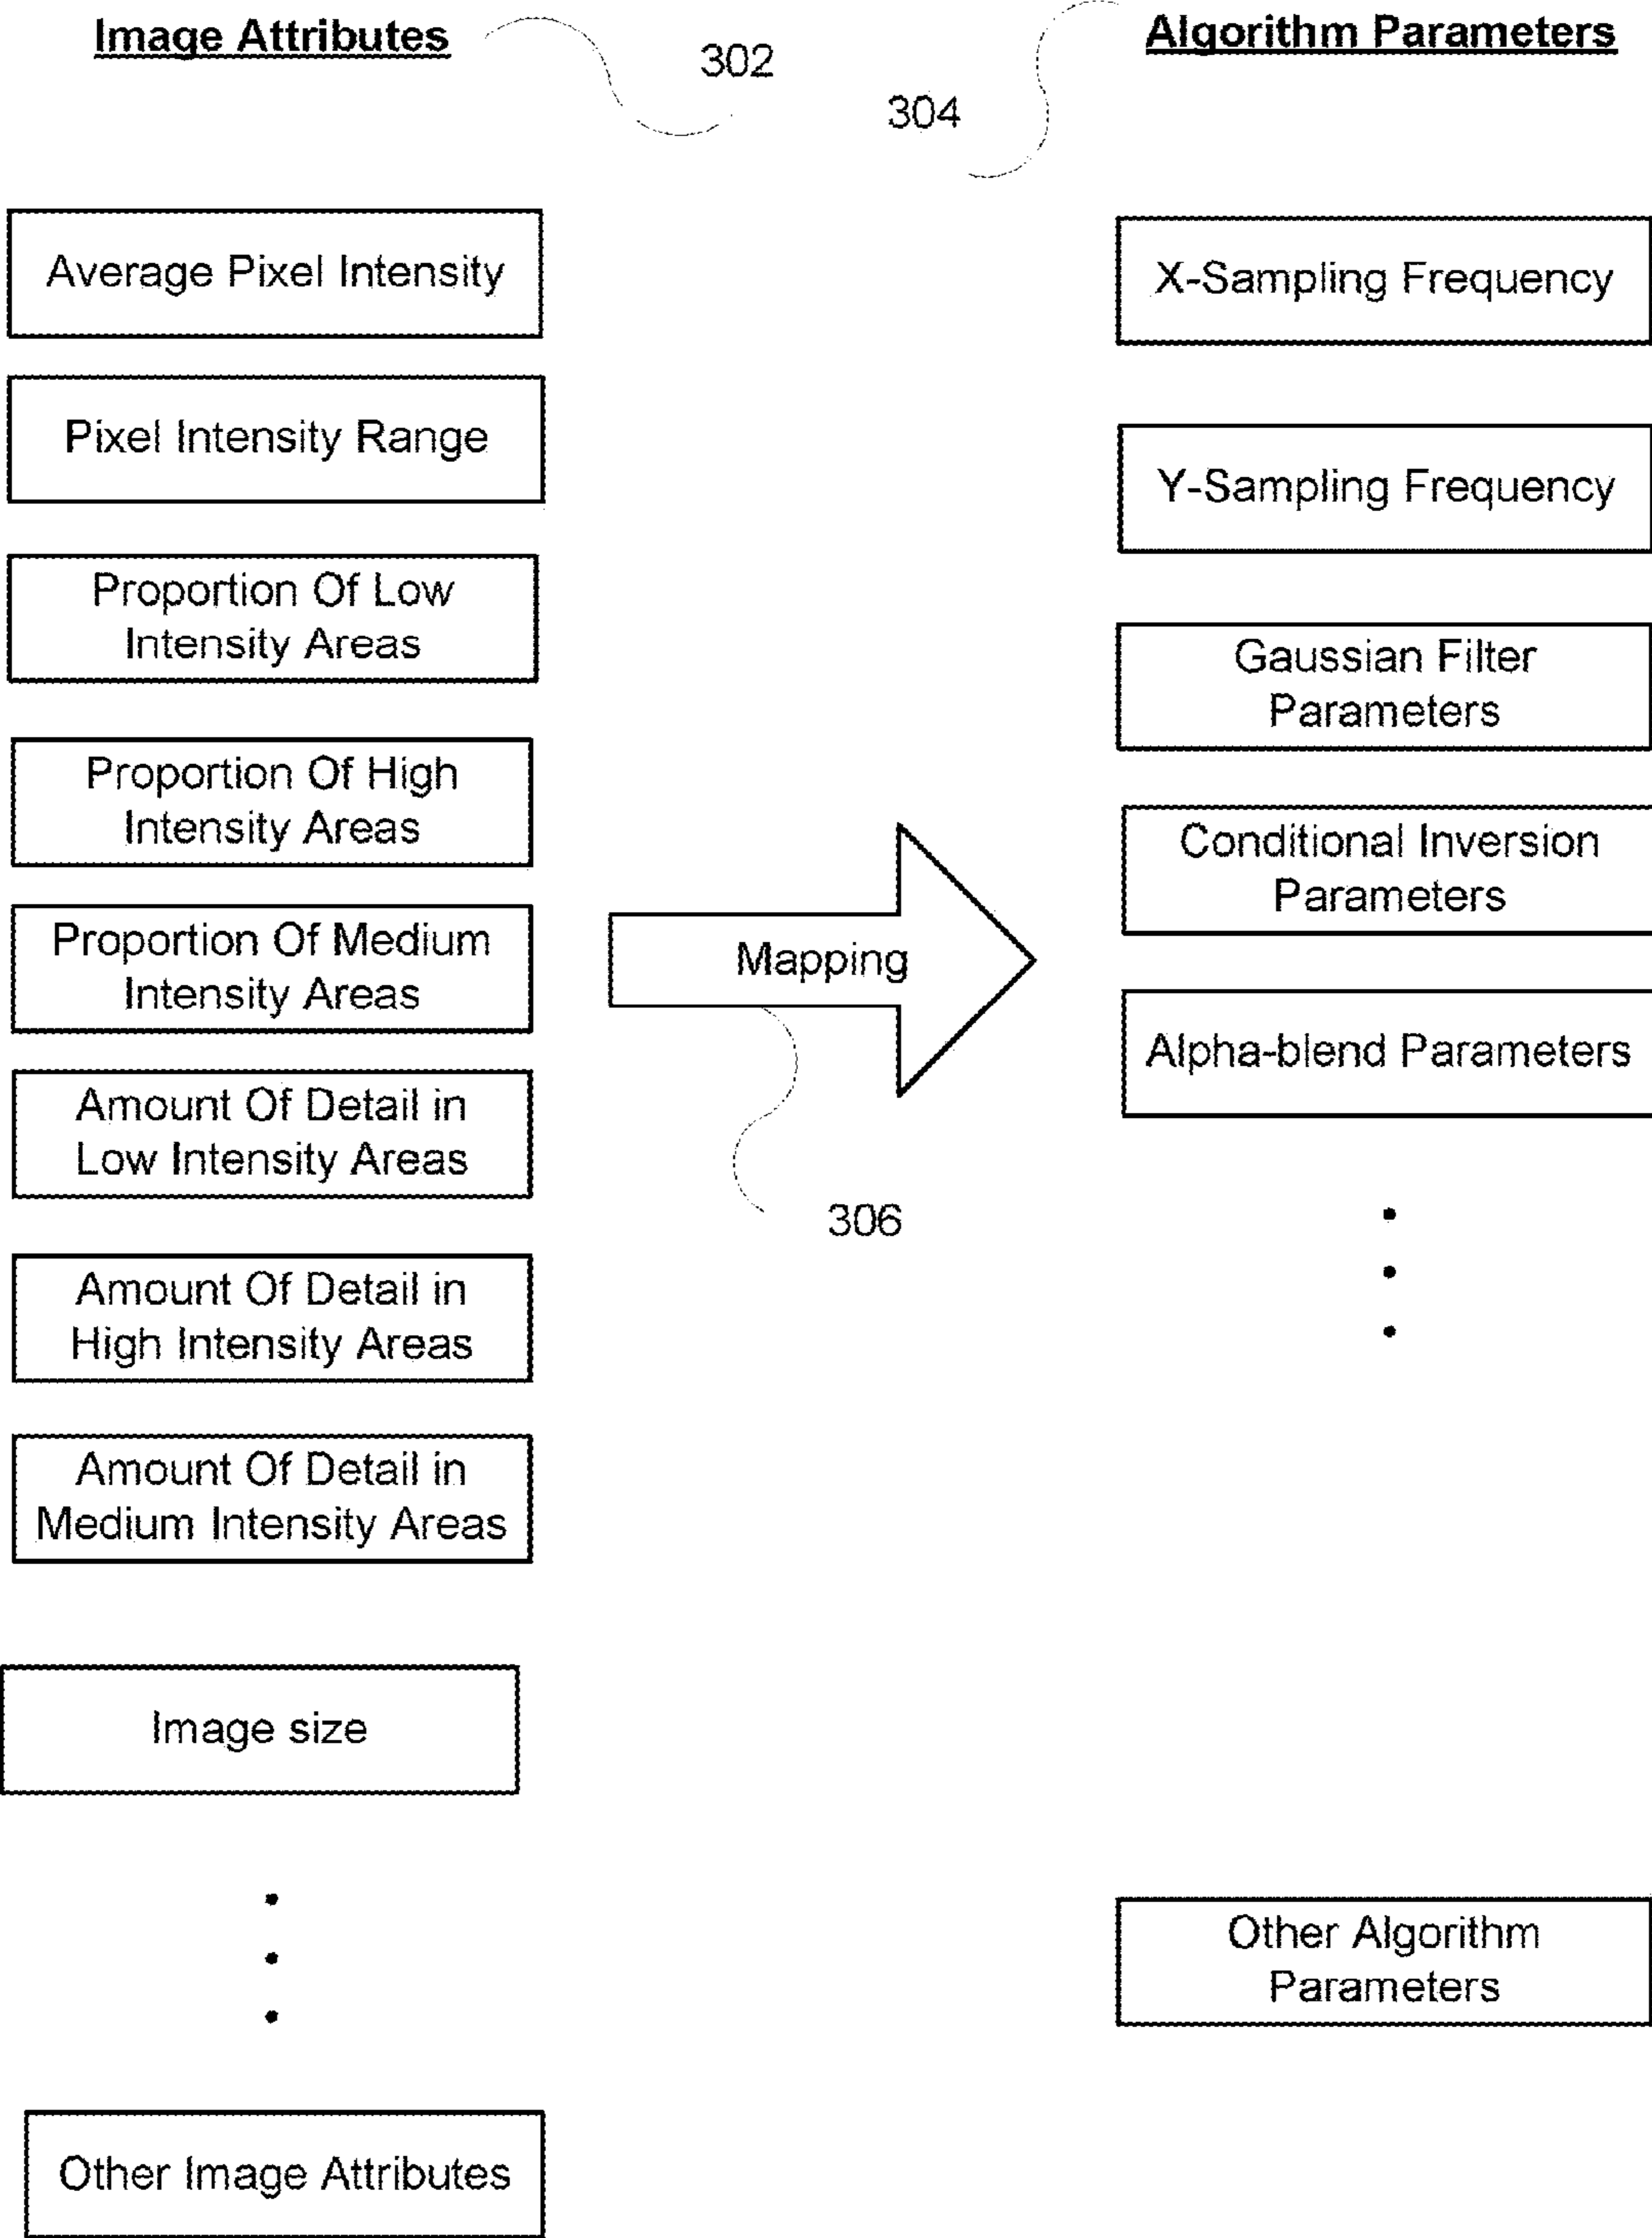 Image Attributes
302
304
Algorithm Parameters
Average Pixel Intensity
Pixel Intensity Range
Proportion Of Low
Intensity Areas
Proportion Of High
Intensity Areas
Proportion Of Medium
Intensity Areas
Amount Of Detail in
Low Intensity Areas
Amount Of Detail in
High Intensity Areas
Amount Of Detail in
Medium Intensity Areas
Image size
Other Image Attributes
Mapping
306
X-Sampling Frequency
Y-Sampling Frequency
Gaussian Filter
Parameters
Conditional Inversion
Parameters
Alpha-blend Parameters
Other Algorithm
Parameters